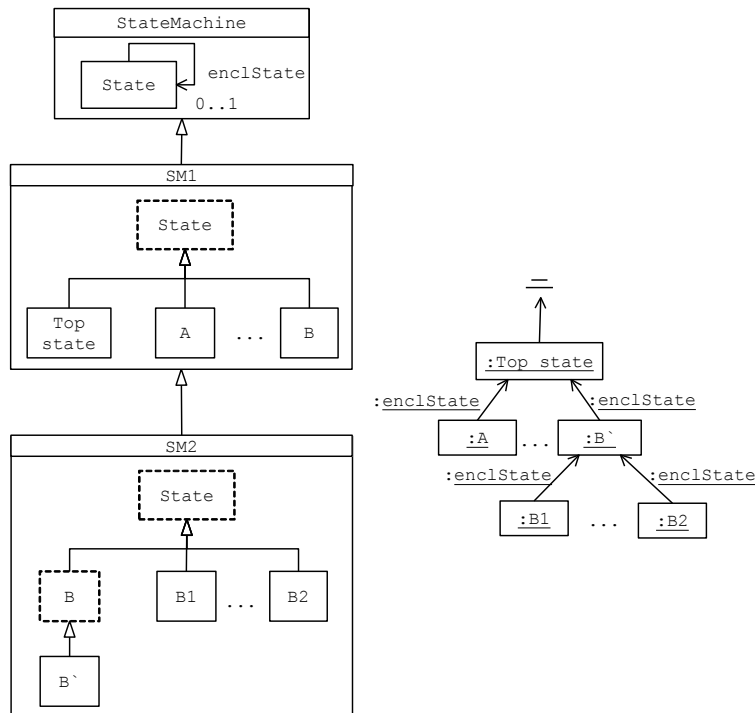 StateMachine
State
enclState
0..1
SM1
State
Top
state
A
...
B
SM2
State
B
B1
...
B2
B`
:Top state
:enclState
:enclState
:A
...
:B`
:enclState
:enclState
:B1
...
:B2